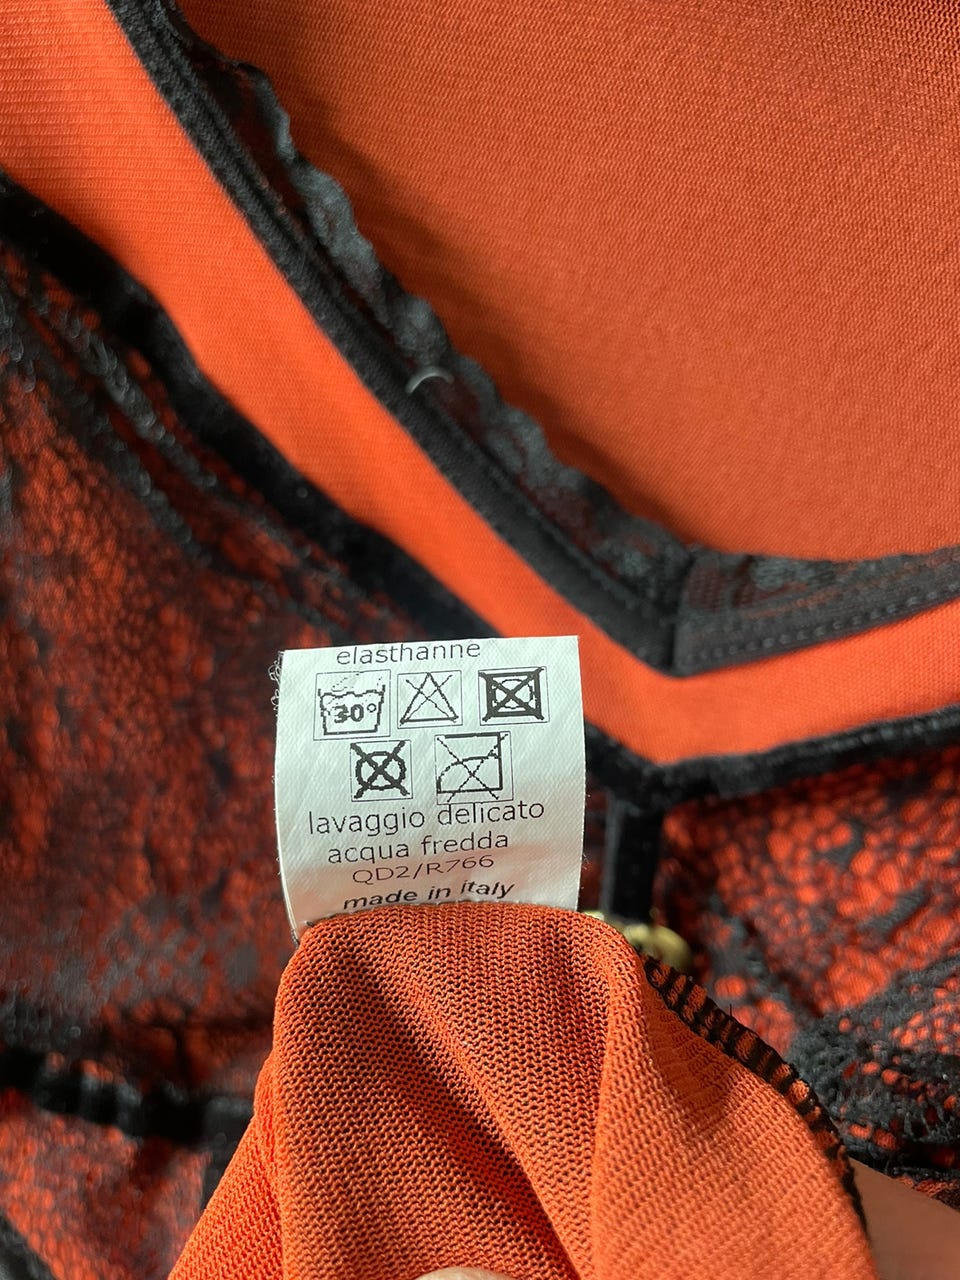 elasthanne
30°
lavaggio delicato
acqua fredda
QD2/R766
made in italy